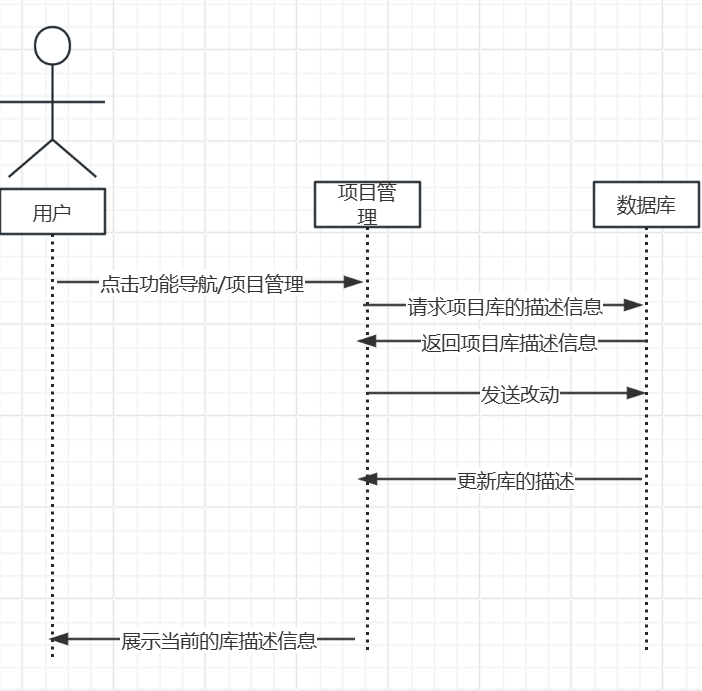 项目管
理
数据库
用户
点击功能导航/项目管理
请求项目库的描述信息
返回项目库描述信息
发送改动
更新库的描述
展示当前的库描述信息